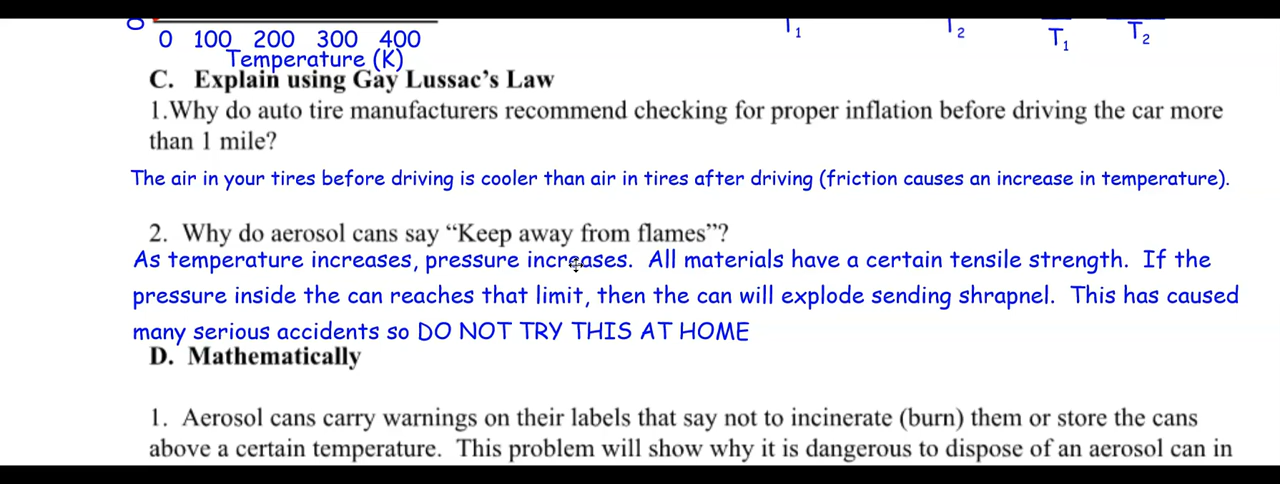 0
0 100 200 300 400
T₁ T₂ T₁ T₂
Temperature (K)
C. Explain using Gay Lussac's Law
1.Why do auto tire manufacturers recommend checking for proper inflation before driving the car more
than 1 mile?
The air in your tires before driving is cooler than air in tires after driving (friction causes an increase in temperature).
2. Why do aerosol cans say “Keep away from flames”?
As temperature increases, pressure increases. All materials have a certain tensile strength. If the
pressure inside the can reaches that limit, then the can will explode sending shrapnel. This has caused
many serious accidents so DO NOT TRY THIS AT HOME
D. Mathematically
1. Aerosol cans carry warnings on their labels that say not to incinerate (burn) them or store the cans
above a certain temperature. This problem will show why it is dangerous to dispose of an aerosol can in